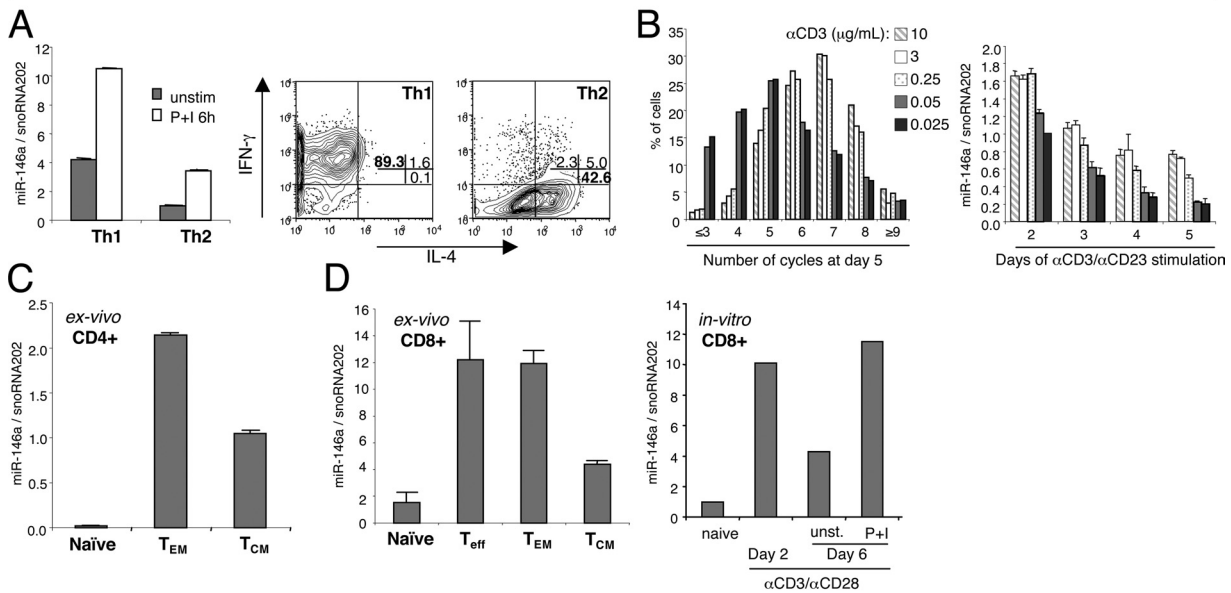 A
miR-146a / snoRNA202
12
10
8
6
4
2
0
unstim
P+I 6h
Th1
Th2
IFN-γ
Th1
89.3 1.6
0.1
Th2
2.3 5.0
42.6
IL-4
B
% of cells
35
30
25
20
15
10
5
0
≤3 4 5 6 7 8 ≥9
Number of cycles at day 5
αCD3 (μg/mL):
10
3
0.25
0.05
0.025
miR-146a / snoRNA202
2.0
1.8
1.6
1.4
1.2
1.0
0.8
0.6
0.4
0.2
0
2 3 4 5
Days of αCD3/αCD23 stimulation
C
miR-146a / snoRNA202
2.5
2.0
1.5
1.0
0.5
0.0
ex-vivo
CD4+
Naïve TEM TCM
D
miR-146a / snoRNA202
16
14
12
10
8
6
4
2
0
ex-vivo
CD8+
Naïve Teff TEM TCM
miR-146a / snoRNA202
14
12
10
8
6
4
2
0
in-vitro
CD8+
naive unst. P+I
Day 2 Day 6
αCD3/αCD28